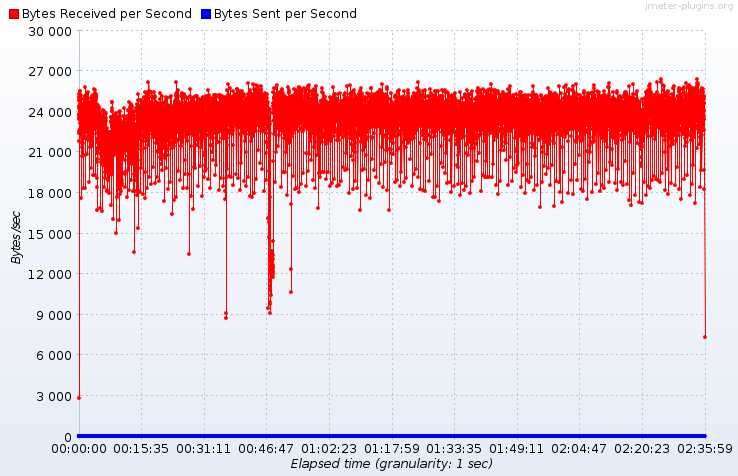 jmeter-plugins.org
Bytes Received per Second Bytes Sent per Second
30 000
27 000
24 000
21 000
18 000
15 000
12 000
9 000
6 000
3 000
0
Bytes/sec
00:00:00 00:15:35 00:31:11 00:46:47 01:02:23 01:17:59 01:33:35 01:49:11 02:04:47 02:20:23 02:35:59
Elapsed time (granularity: 1 sec)